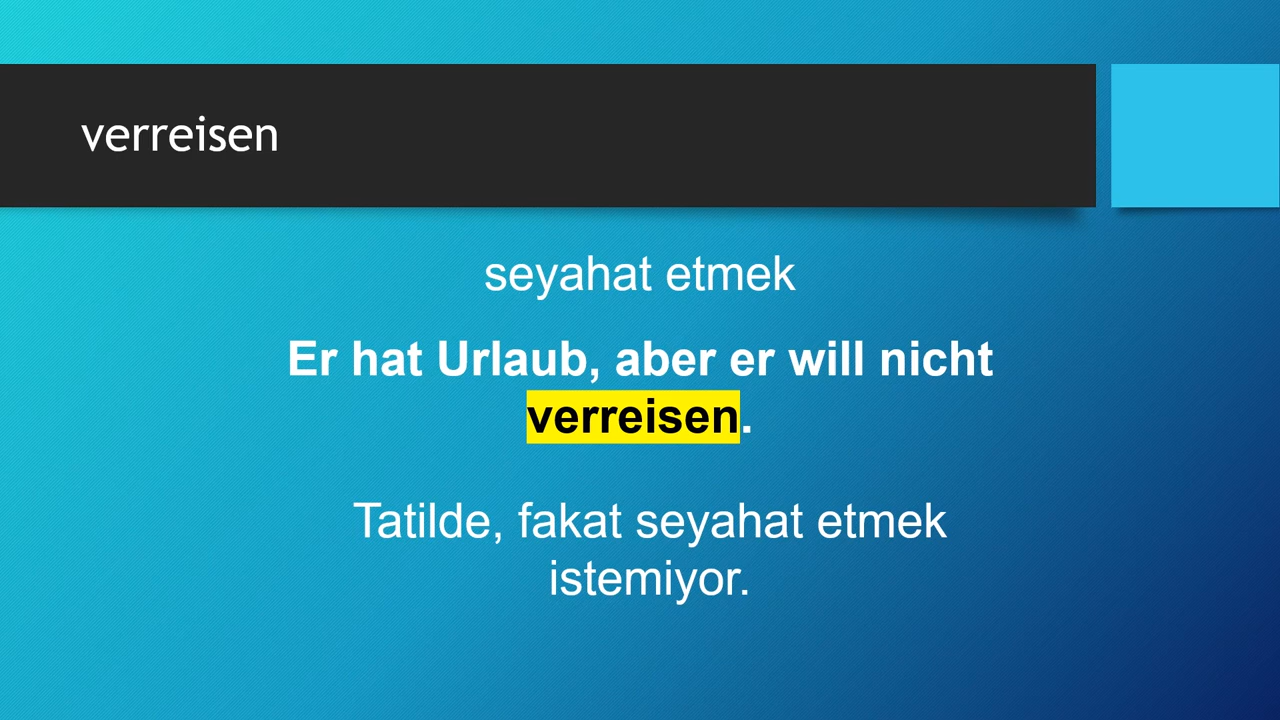 verreisen
seyahat etmek
Er hat Urlaub, aber er will nicht
verreisen.
Tatilde, fakat seyahat etmek
istemiyor.